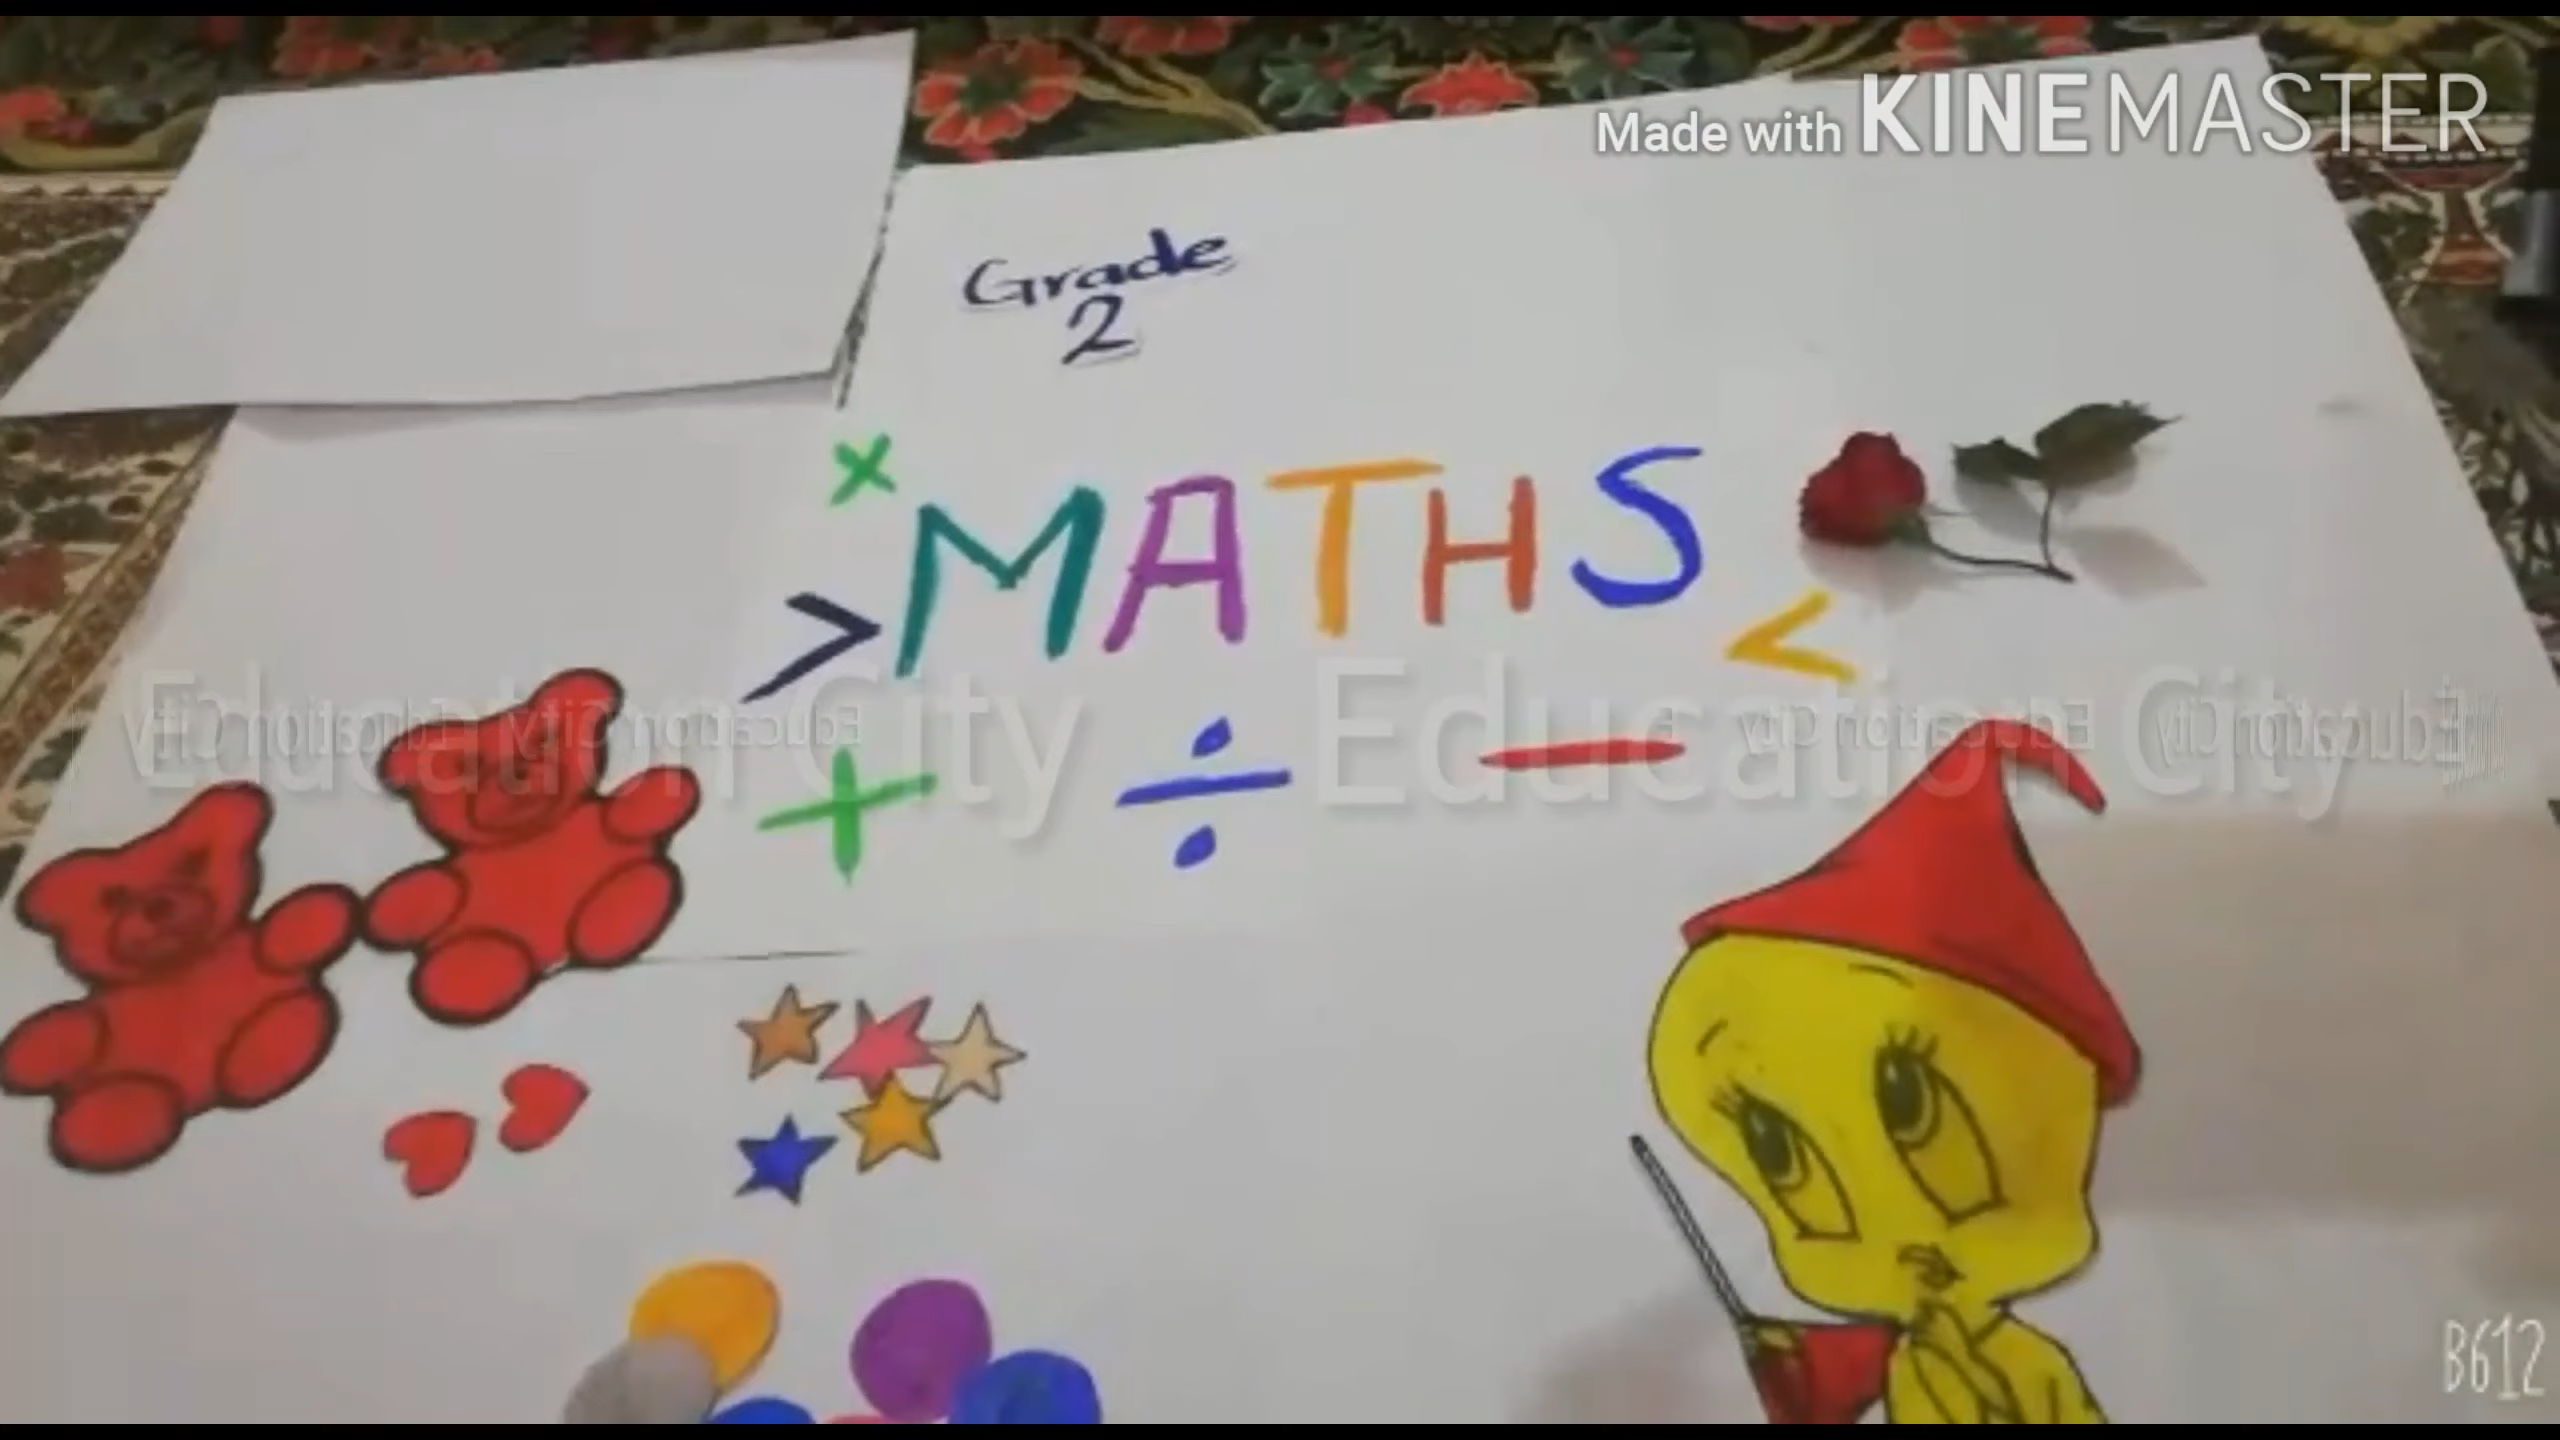 Made with KINEMASTER
Grade
2
×
MATHS
> <
+ ÷ −
Education City Education City
B612